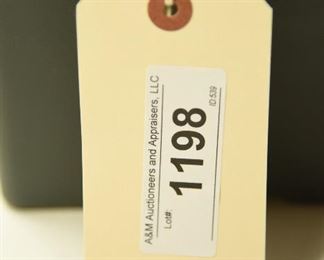 A&M Auctioneers and Appraisers, LLC
Lot#:
1198
ID:539